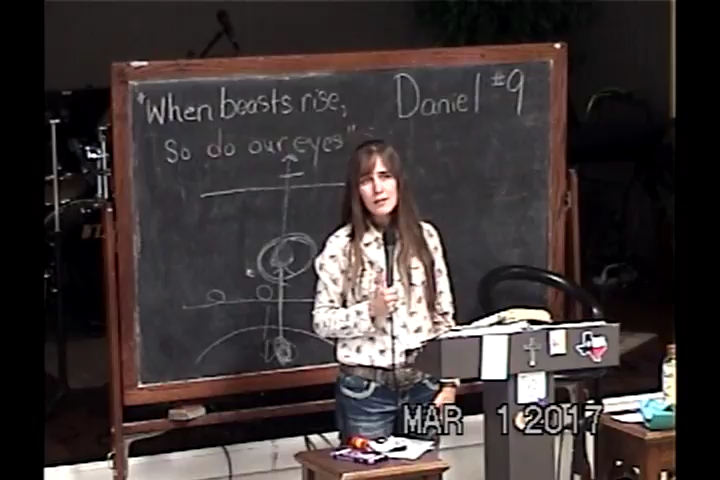 "When beasts rise,
So do our eyes"
Daniel #9
MAR 1 2017